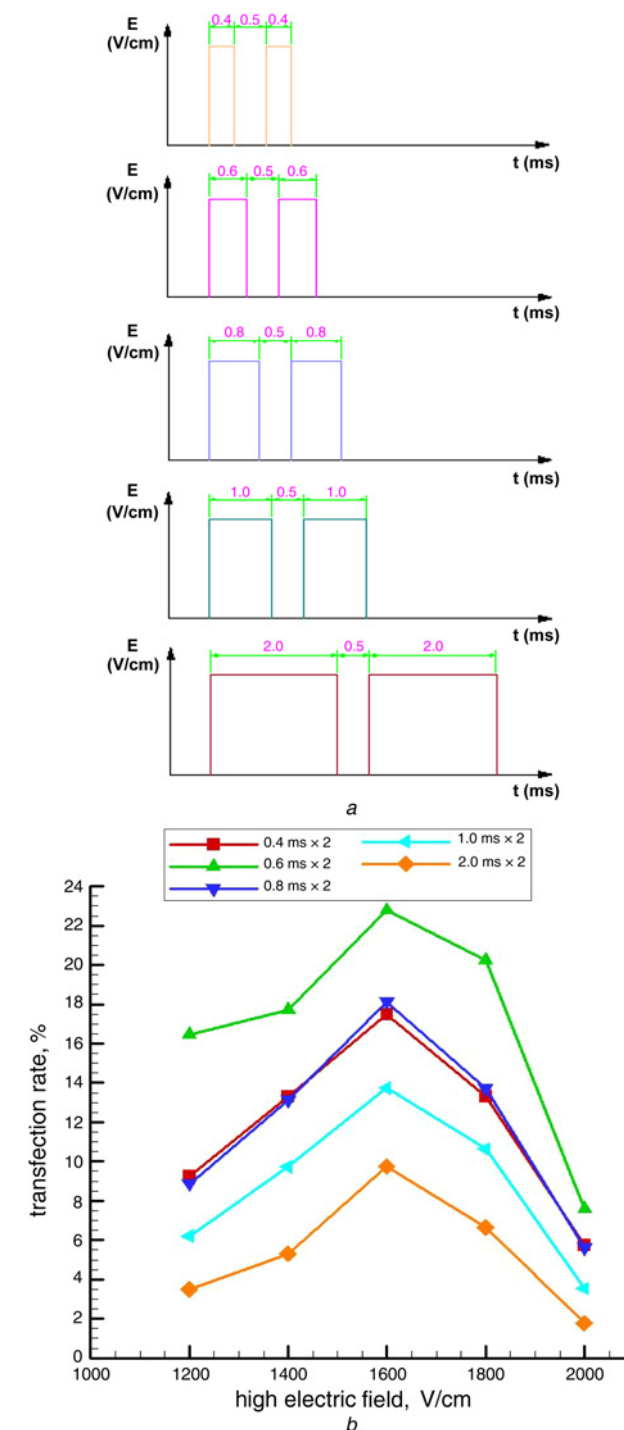 0.4 0.5 0.4
E
(V/cm)
t (ms)
0.6 0.5 0.6
E
(V/cm)
t (ms)
0.8 0.5 0.8
E
(V/cm)
t (ms)
1.0 0.5 1.0
E
(V/cm)
t (ms)
2.0 0.5 2.0
E
(V/cm)
t (ms)
a
0.4 ms × 2 1.0 ms × 2
0.6 ms × 2 2.0 ms × 2
0.8 ms × 2
24
22
20
18
16
14
12
10
8
6
4
2
0
transfection rate, %
1000 1200 1400 1600 1800 2000
high electric field, V/cm
b